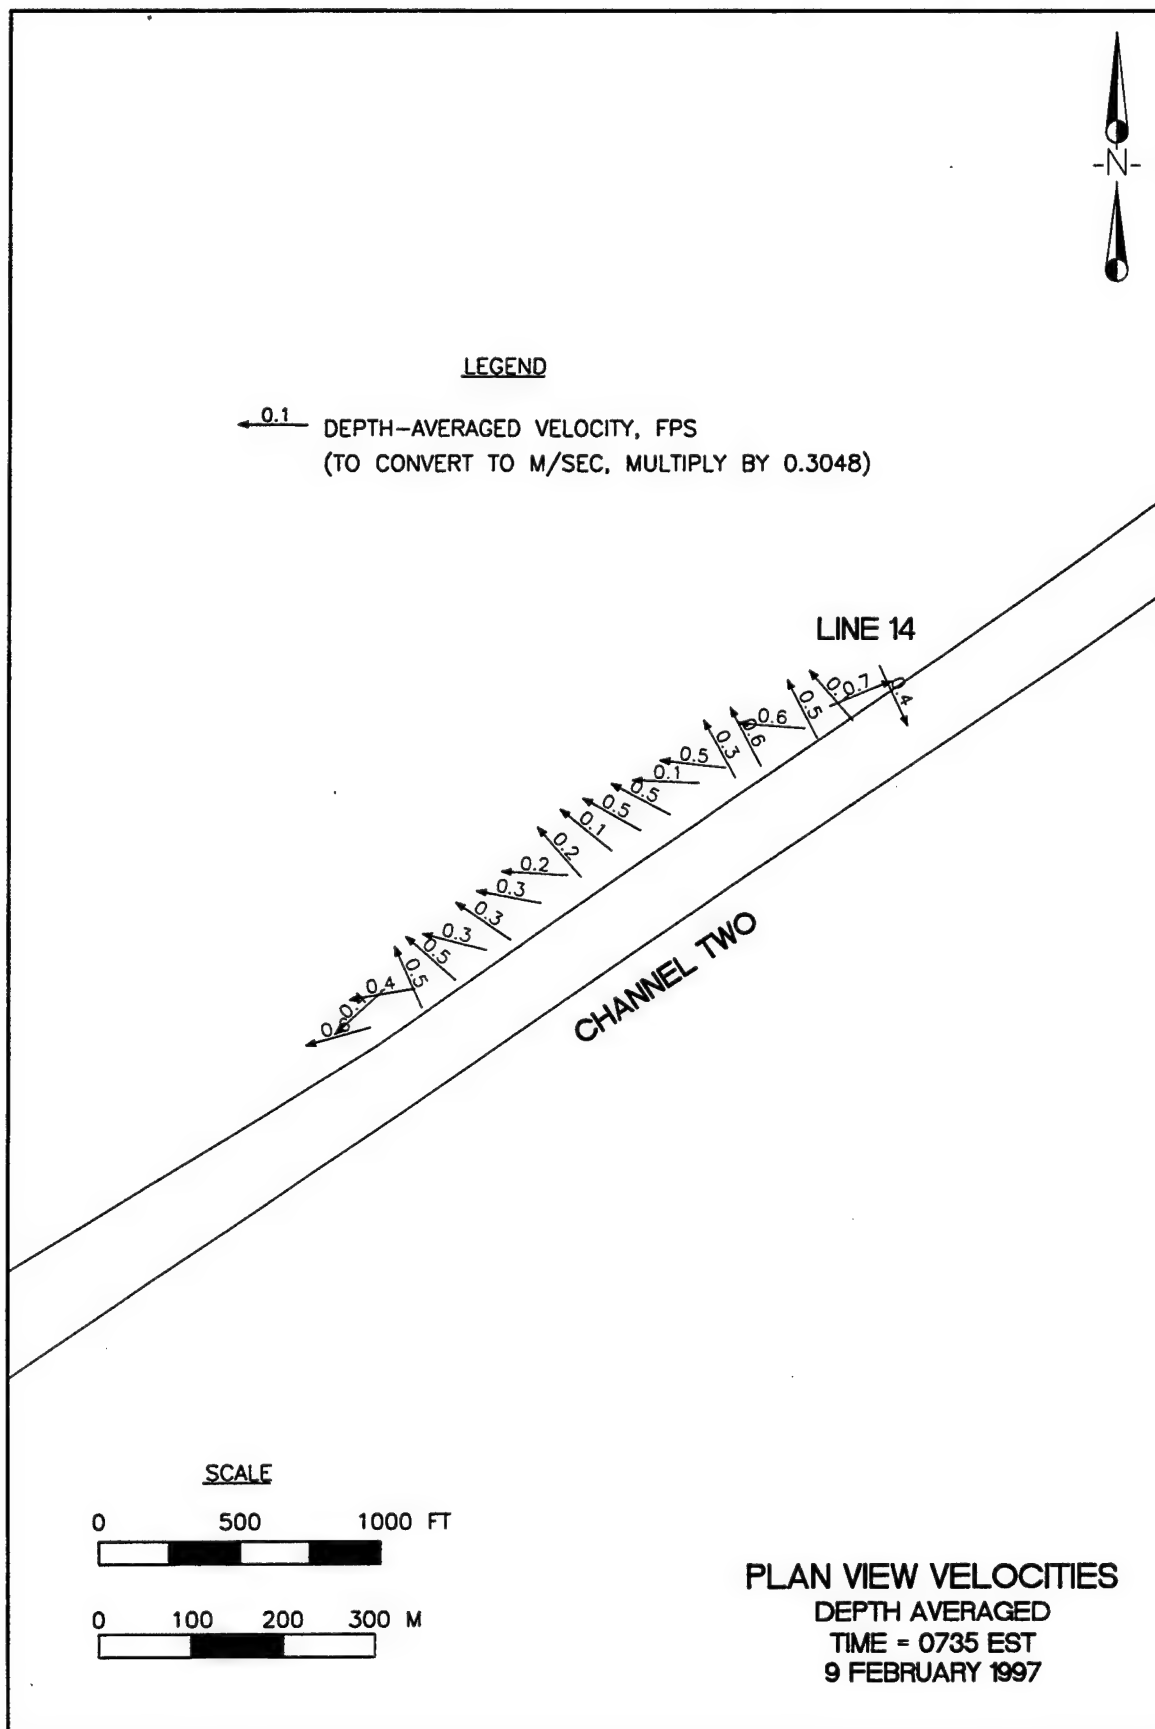 -N-
LEGEND
0.1
DEPTH-AVERAGED VELOCITY, FPS
(TO CONVERT TO M/SEC, MULTIPLY BY 0.3048)
LINE 14
0.4
0.7
0.5
0.6
0.6
0.3
0.5
0.1
0.5
0.5
0.1
0.2
0.2
0.3
0.3
0.3
0.5
0.5
0.4
CHANNEL TWO
SCALE
0 500 1000 FT
0 100 200 300 M
PLAN VIEW VELOCITIES
DEPTH AVERAGED
TIME = 0735 EST
9 FEBRUARY 1997